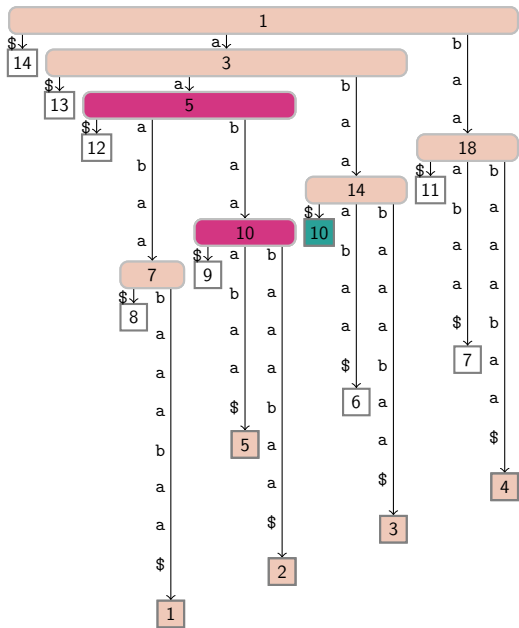 1
$ a b
14 3
$ a b a
13 5
$ a b a a
12 18
b a a $ a b
14 11
a a $ a b b a
10 10
a a a
$ a b b a
7 9
$ b b a a a a a
8
a a a a a $ b
a a a $ b 7 a
a $ b 6 a a
b 5 a a $
a a $ 4
a $ 3
$ 2
1